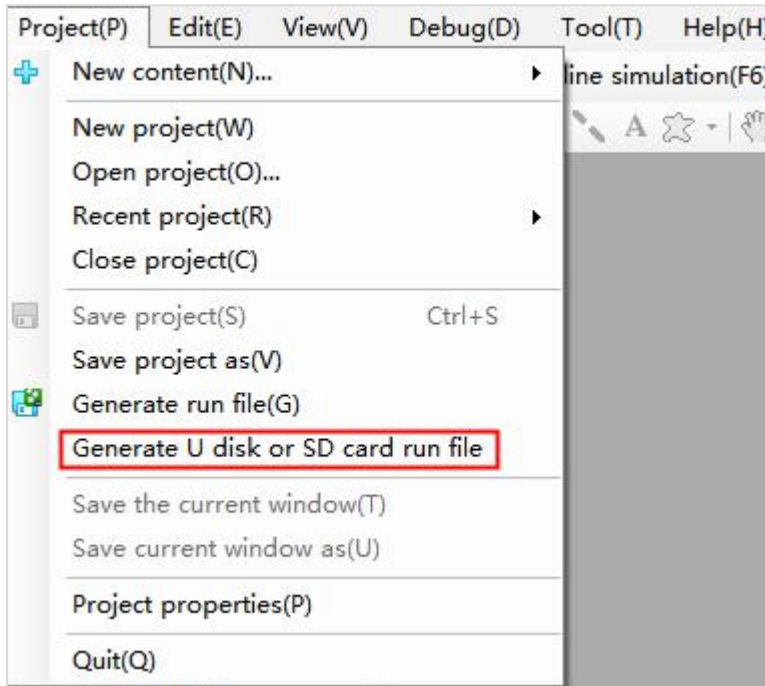 Project(P) Edit(E) View(V) Debug(D) Tool(T) Help(H)
New content(N)...
line simulation(F6)
New project(W)
A
Open project(O)...
Recent project(R)
Close project(C)
Save project(S) Ctrl+S
Save project as(V)
Generate run file(G)
Generate U disk or SD card run file
Save the current window(T)
Save current window as(U)
Project properties(P)
Quit(Q)